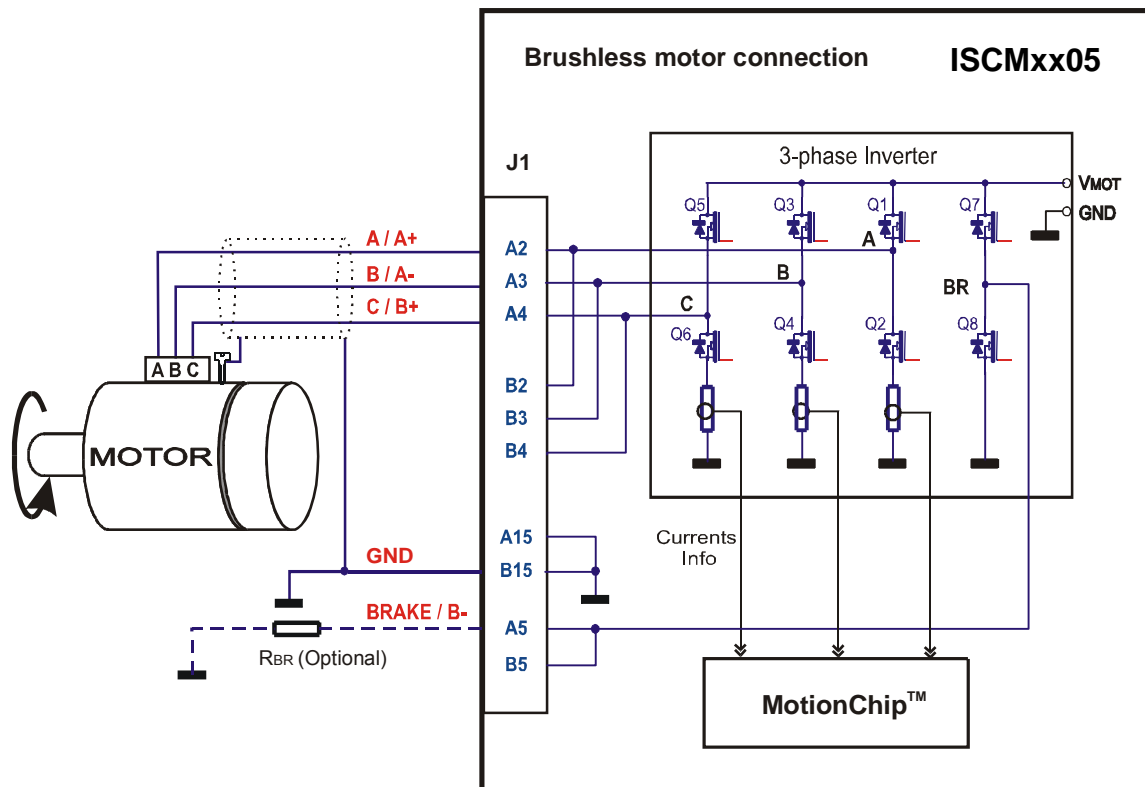 Brushless motor connection
ISCMxx05
3-phase Inverter
J1
VMOT
GND
Q5
Q3
Q1
Q7
A / A+
A2
A
B / A-
A3
B
BR
C / B+
A4
C
Q6
Q4
Q2
Q8
A B C
B2
B3
B4
MOTOR
A15
Currents
Info
GND
B15
BRAKE / B-
A5
RBR (Optional)
B5
MotionChip™